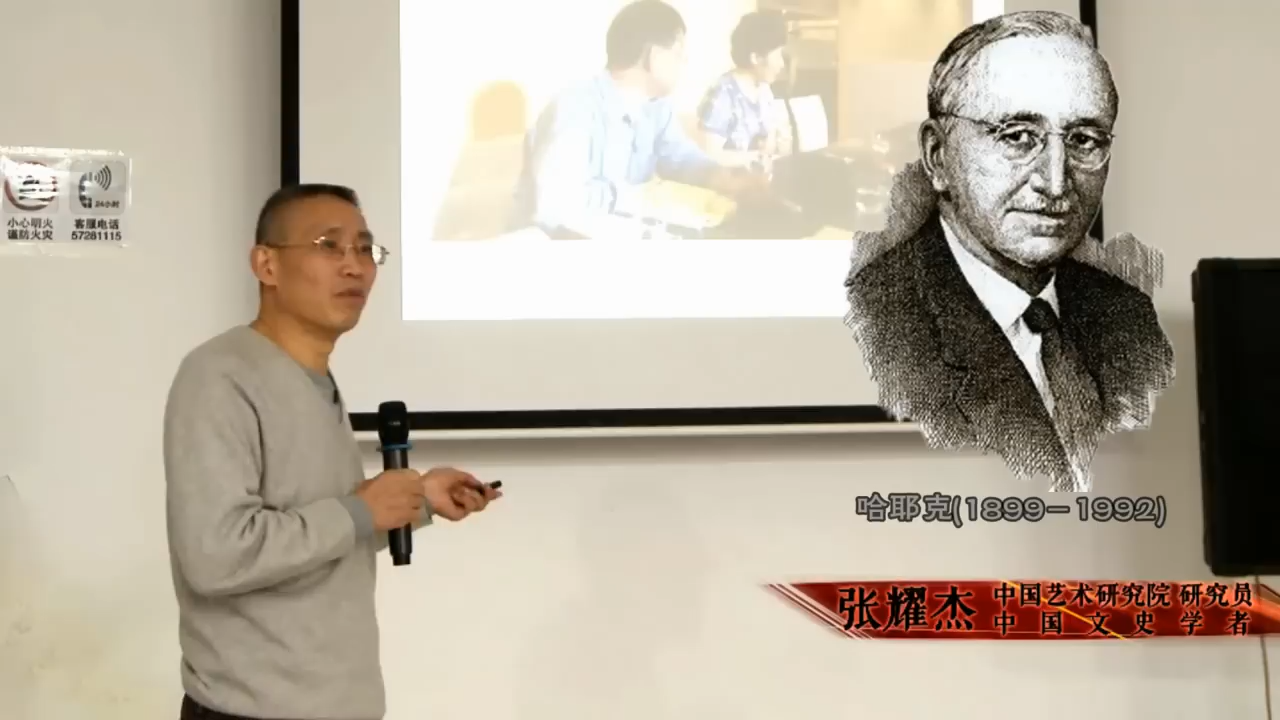 24小时
小心明火
谨防火灾
客服电话
57281115
哈耶克(1899-1992)
张耀杰
中国艺术研究院 研究员
中国文史学者